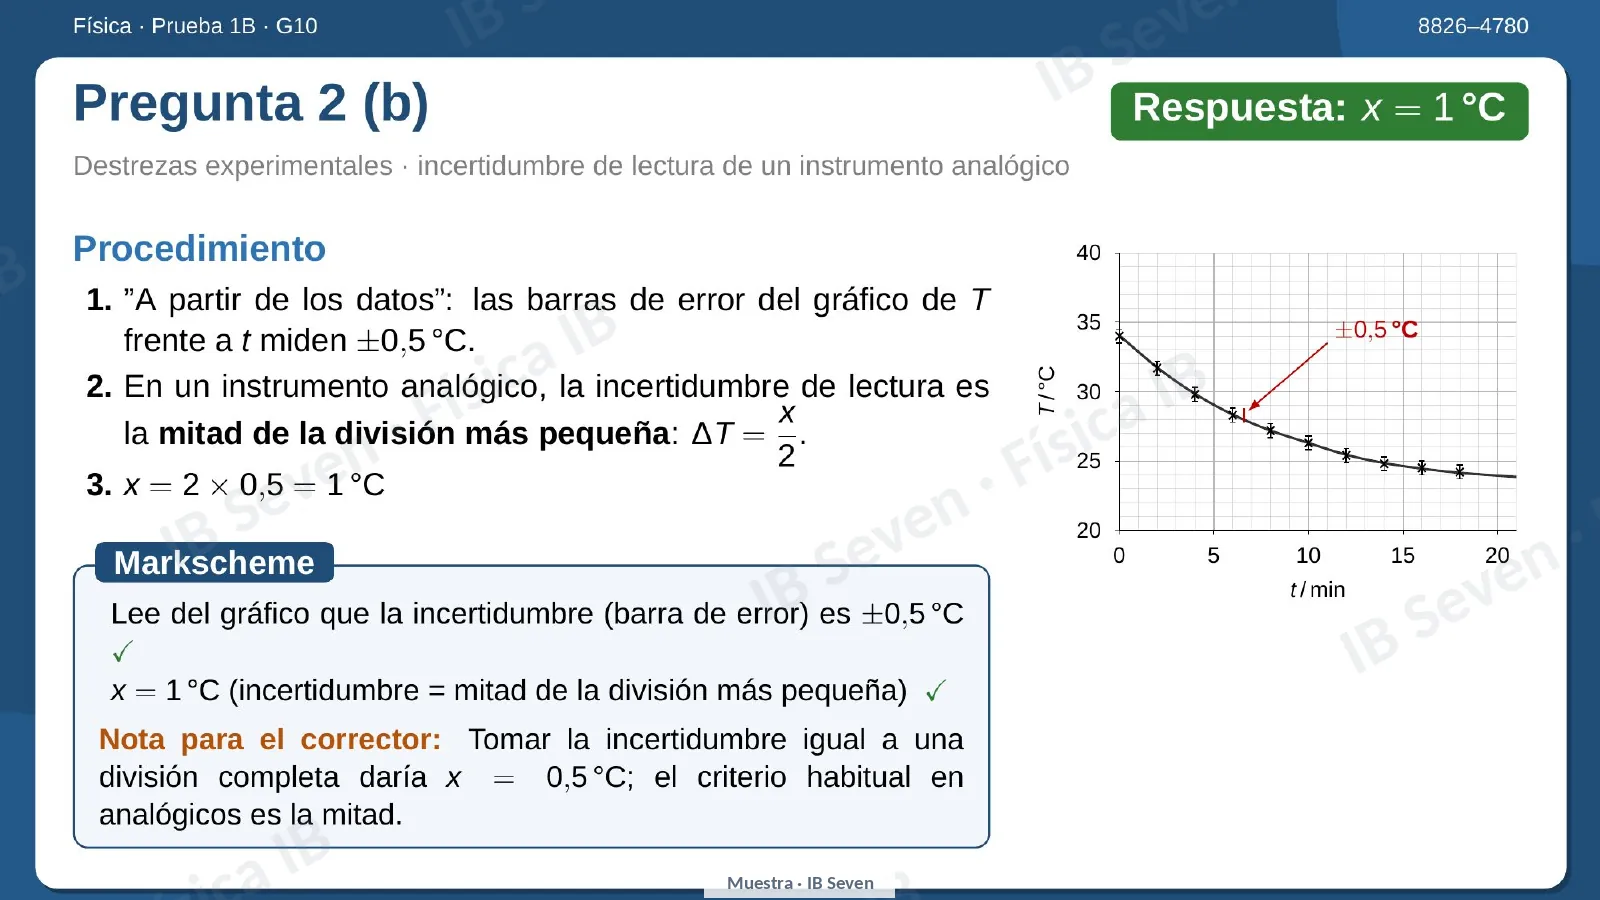 Física · Prueba 1B · G10
8826–4780
Pregunta 2 (b)
Respuesta: x = 1 °C
Destrezas experimentales · incertidumbre de lectura de un instrumento analógico
Procedimiento
1. ”A partir de los datos”: las barras de error del gráfico de T
frente a t miden ±0,5 °C.
2. En un instrumento analógico, la incertidumbre de lectura es
la mitad de la división más pequeña: ΔT = x/2.
3. x = 2 × 0,5 = 1 °C
Markscheme
Lee del gráfico que la incertidumbre (barra de error) es ±0,5 °C
✓
x = 1 °C (incertidumbre = mitad de la división más pequeña) ✓
Nota para el corrector: Tomar la incertidumbre igual a una
división completa daría x = 0,5 °C; el criterio habitual en
analógicos es la mitad.
40
35
30
25
20
T / °C
±0,5 °C
0 5 10 15 20
t / min
Muestra · IB Seven
IB Seven · Física IB